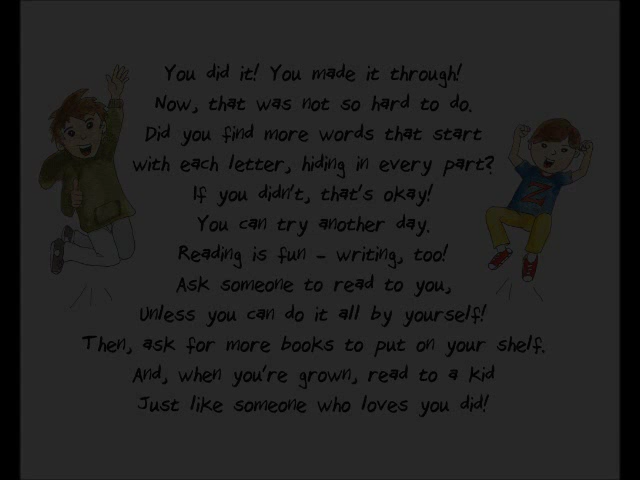 You did it! You made it through!
Now, that was not so hard to do.
Did you find more words that start
with each letter, hiding in every part?
If you didn't, that's okay!
You can try another day.
Reading is fun - writing, too!
Ask someone to read to you,
Unless you can do it all by yourself!
Then, ask for more books to put on your shelf.
And, when you're grown, read to a kid
Just like someone who loves you did!
Z